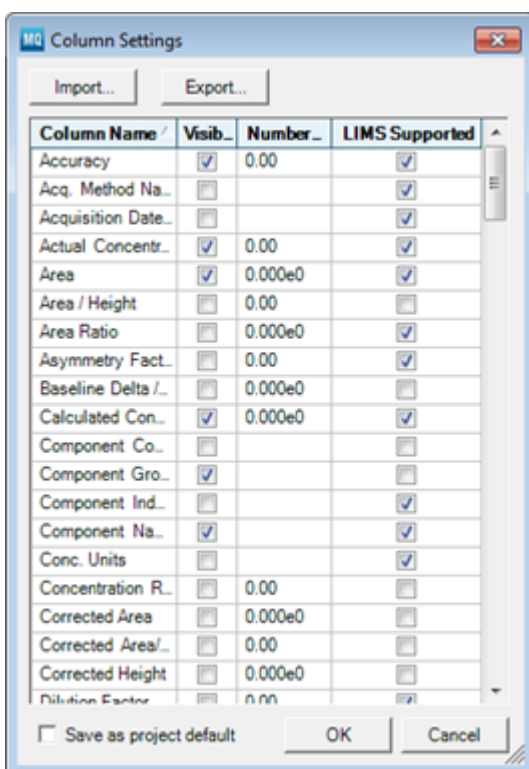 MQ Column Settings
Import... Export...
Column Name Visib... Number... LIMS Supported
Accuracy 0.00
Acq. Method Na...
Acquisition Date...
Actual Concentr... 0.00
Area 0.000e0
Area / Height 0.00
Area Ratio 0.000e0
Asymmetry Fact... 0.00
Baseline Delta /... 0.000e0
Calculated Con... 0.000e0
Component Co...
Component Gro...
Component Ind...
Component Na...
Conc. Units
Concentration R... 0.00
Corrected Area 0.000e0
Corrected Area/... 0.00
Corrected Height 0.000e0
Dilution Factor 0.00
Save as project default OK Cancel